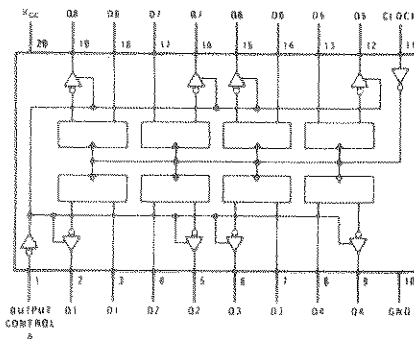 VCC Q8 D8 D7 Q7 Q6 D6 D5 Q5 CLOCK
20 19 18 17 16 15 14 13 12 11
1 2 3 4 5 6 7 8 9 10
OUTPUT Q1 D1 D2 Q2 Q3 D3 D4 Q4 GND
CONTROL